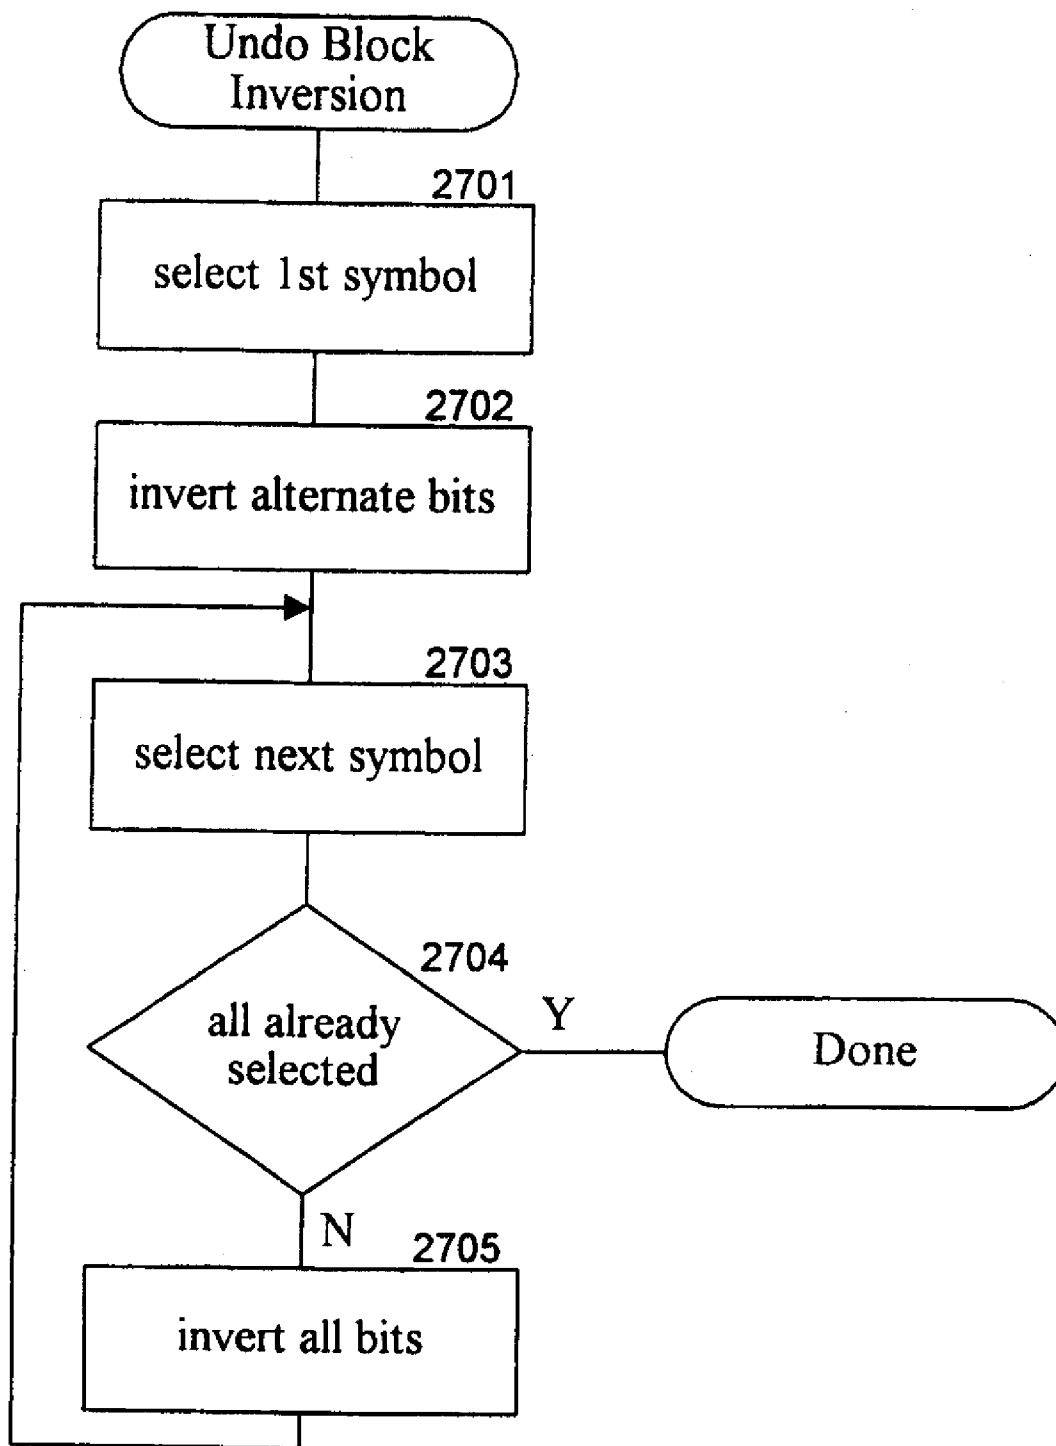 Undo Block
Inversion
2701
select 1st symbol
2702
invert alternate bits
2703
select next symbol
2704
all already
selected
Y
Done
N
2705
invert all bits